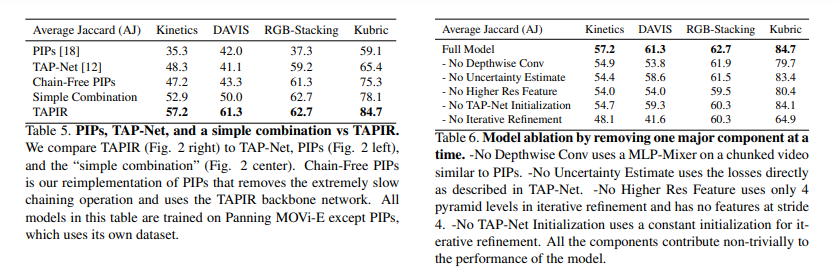 Average Jaccard (AJ) Kinetics DAVIS RGB-Stacking Kubric
PIPs [18] 35.3 42.0 37.3 59.1
TAP-Net [12] 48.3 41.1 59.2 65.4
Chain-Free PIPs 47.2 43.3 61.3 75.3
Simple Combination 52.9 50.0 62.7 78.1
TAPIR 57.2 61.3 62.7 84.7
Table 5. PIPs, TAP-Net, and a simple combination vs TAPIR.
We compare TAPIR (Fig. 2 right) to TAP-Net, PIPs (Fig. 2 left),
and the “simple combination” (Fig. 2 center). Chain-Free PIPs
is our reimplementation of PIPs that removes the extremely slow
chaining operation and uses the TAPIR backbone network. All
models in this table are trained on Panning MOVi-E except PIPs,
which uses its own dataset.
Average Jaccard (AJ) Kinetics DAVIS RGB-Stacking Kubric
Full Model 57.2 61.3 62.7 84.7
- No Depthwise Conv 54.9 53.8 61.9 79.7
- No Uncertainty Estimate 54.4 58.6 61.5 83.4
- No Higher Res Feature 54.0 54.0 59.5 80.4
- No TAP-Net Initialization 54.7 59.3 60.3 84.1
- No Iterative Refinement 48.1 41.6 60.3 64.9
Table 6. Model ablation by removing one major component at a
time. -No Depthwise Conv uses a MLP-Mixer on a chunked video
similar to PIPs. -No Uncertainty Estimate uses the losses directly
as described in TAP-Net. -No Higher Res Feature uses only 4
pyramid levels in iterative refinement and has no features at stride
4. -No TAP-Net Initialization uses a constant initialization for it-
erative refinement. All the components contribute non-trivially to
the performance of the model.